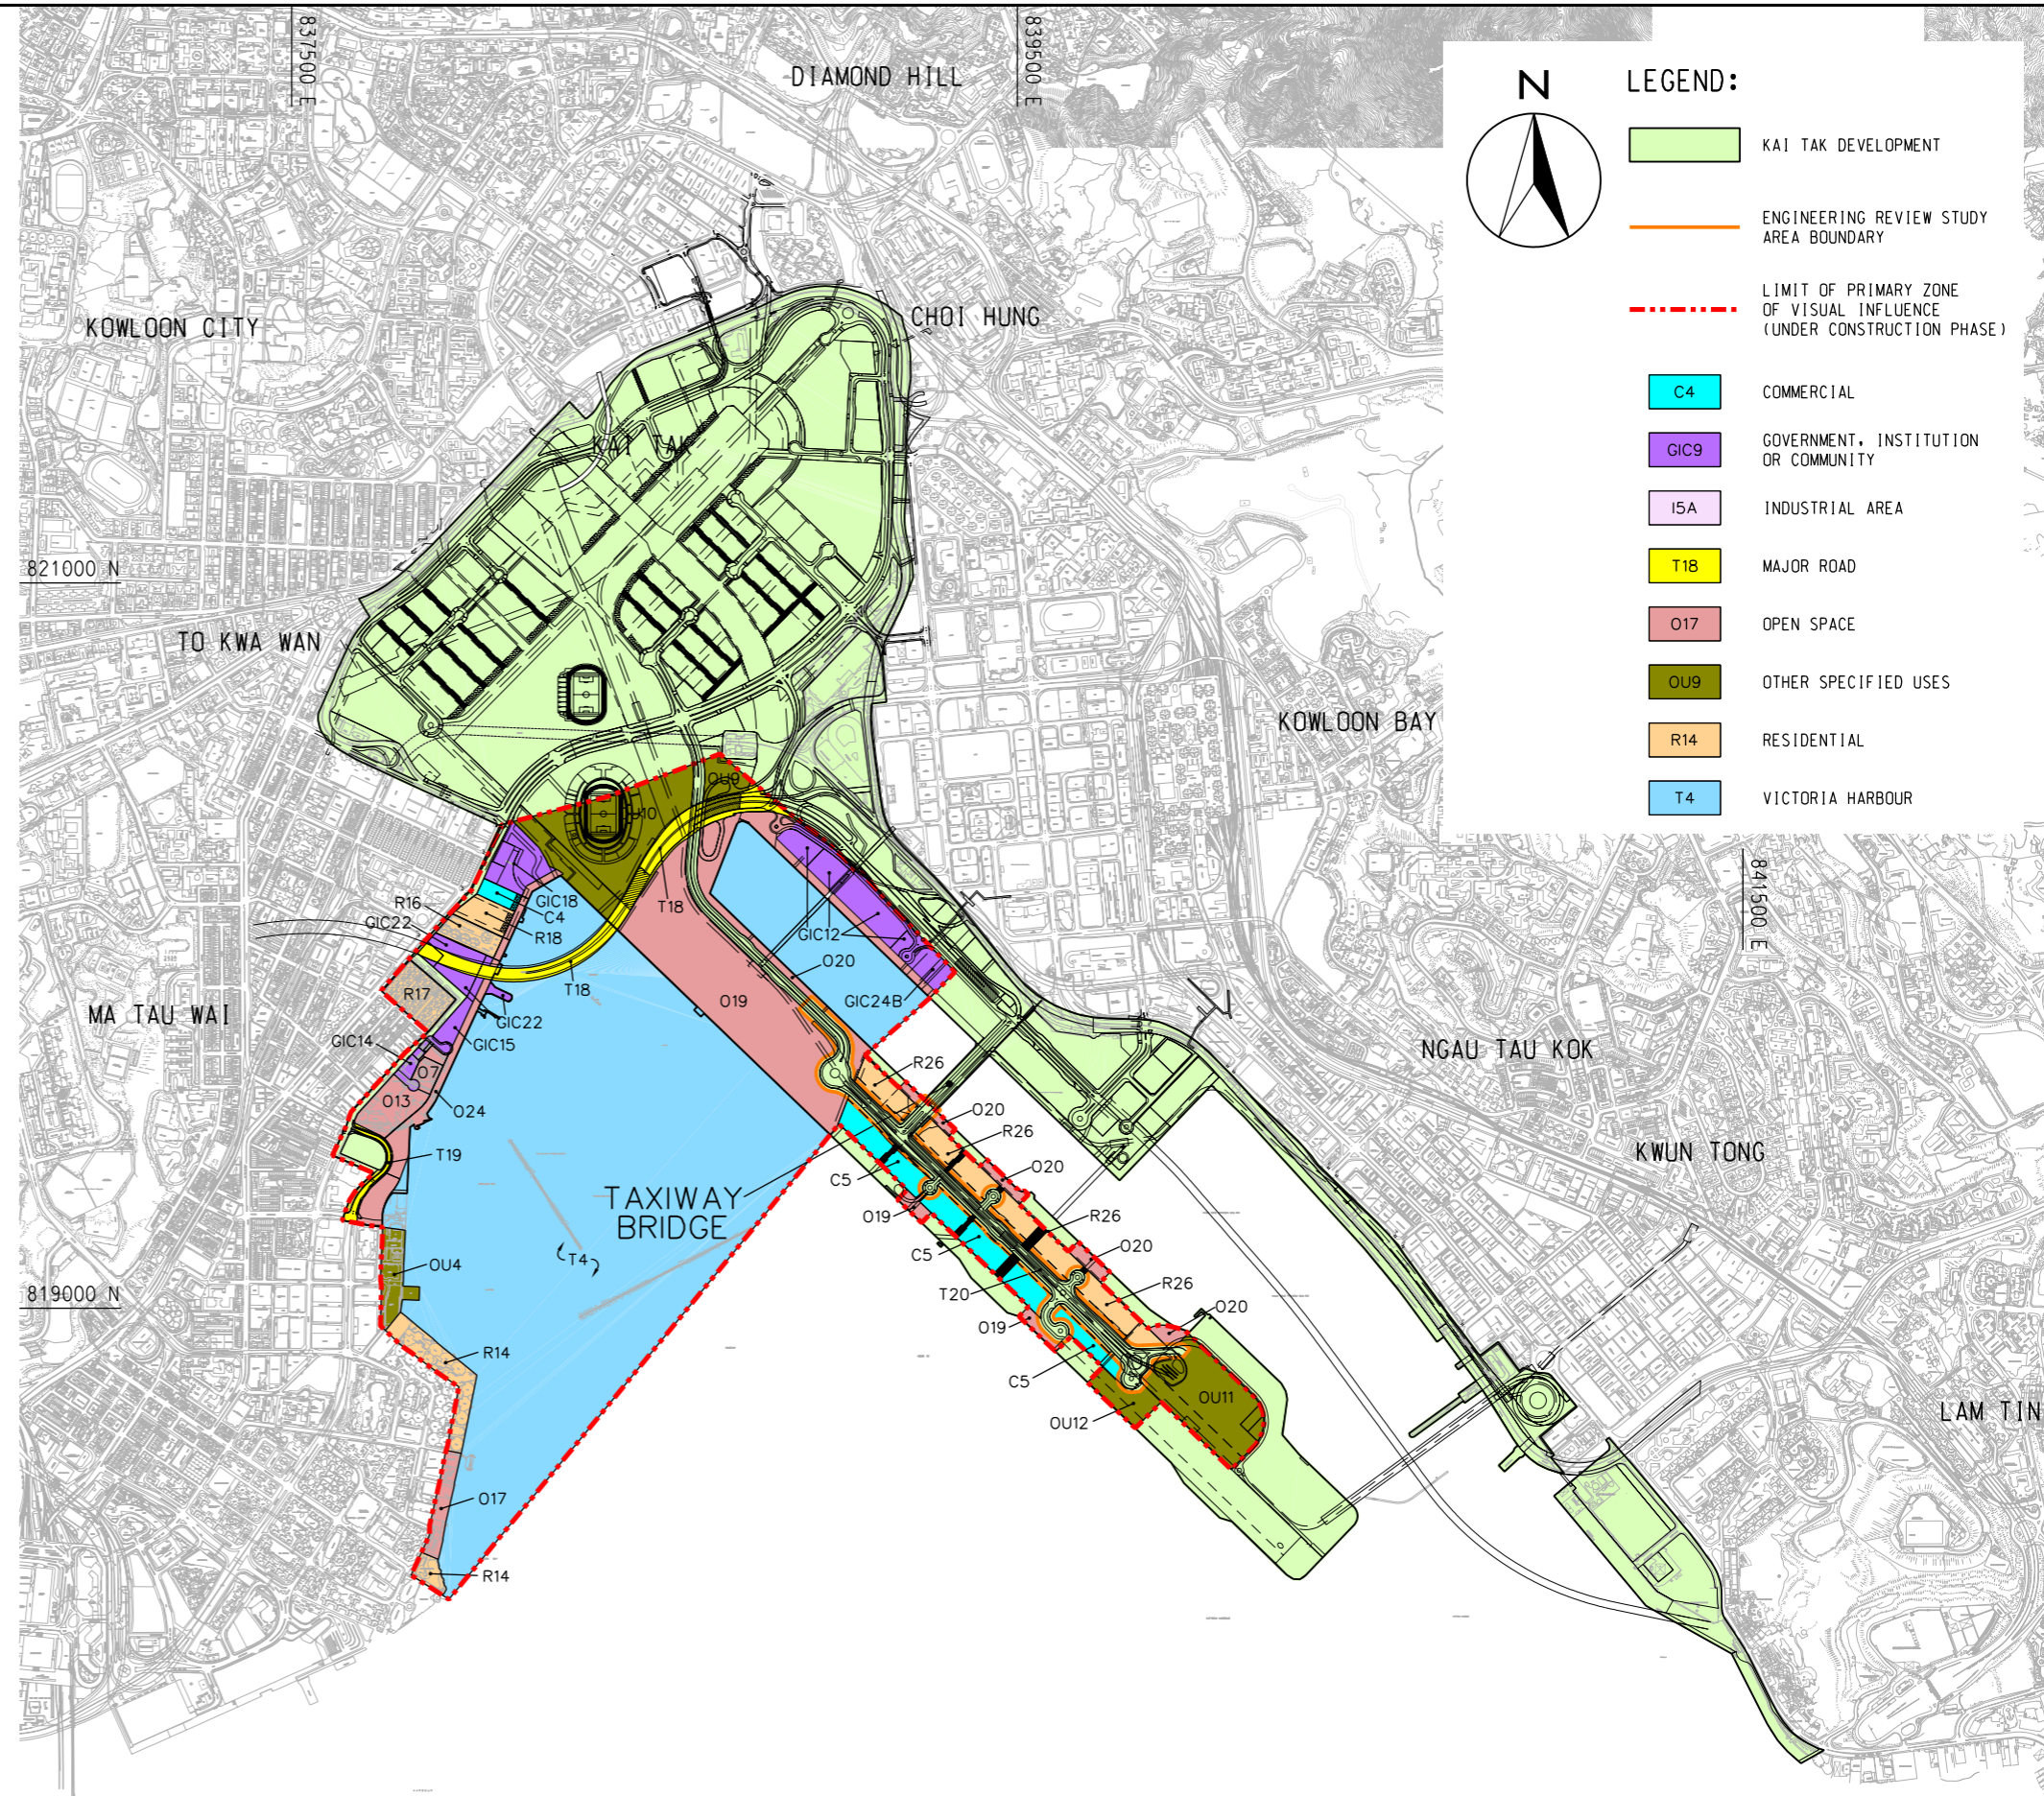 837500 E
839500 E
DIAMOND HILL
N
LEGEND:
KAI TAK DEVELOPMENT
ENGINEERING REVIEW STUDY
AREA BOUNDARY
LIMIT OF PRIMARY ZONE
OF VISUAL INFLUENCE
(UNDER CONSTRUCTION PHASE)
C4
COMMERCIAL
GIC9
GOVERNMENT, INSTITUTION
OR COMMUNITY
I5A
INDUSTRIAL AREA
T18
MAJOR ROAD
O17
OPEN SPACE
OU9
OTHER SPECIFIED USES
R14
RESIDENTIAL
T4
VICTORIA HARBOUR
KOWLOON CITY
CHOI HUNG
KAI TAK
821000 N
TO KWA WAN
KOWLOON BAY
OU9
841500 E
GIC18
C4
R16
R18
GIC22
T18
GIC12
O20
T18
R17
O19
GIC24B
MA TAU WAI
GIC22
GIC15
GIC14
O7
NGAU TAU KOK
R26
O13
O24
O20
R26
T19
O20
KWUN TONG
C5
TAXIWAY
BRIDGE
O19
R26
O20
C5
T4
OU4
R26
819000 N
T20
O20
O19
R14
C5
OU11
OU12
LAM TIN
O17
R14